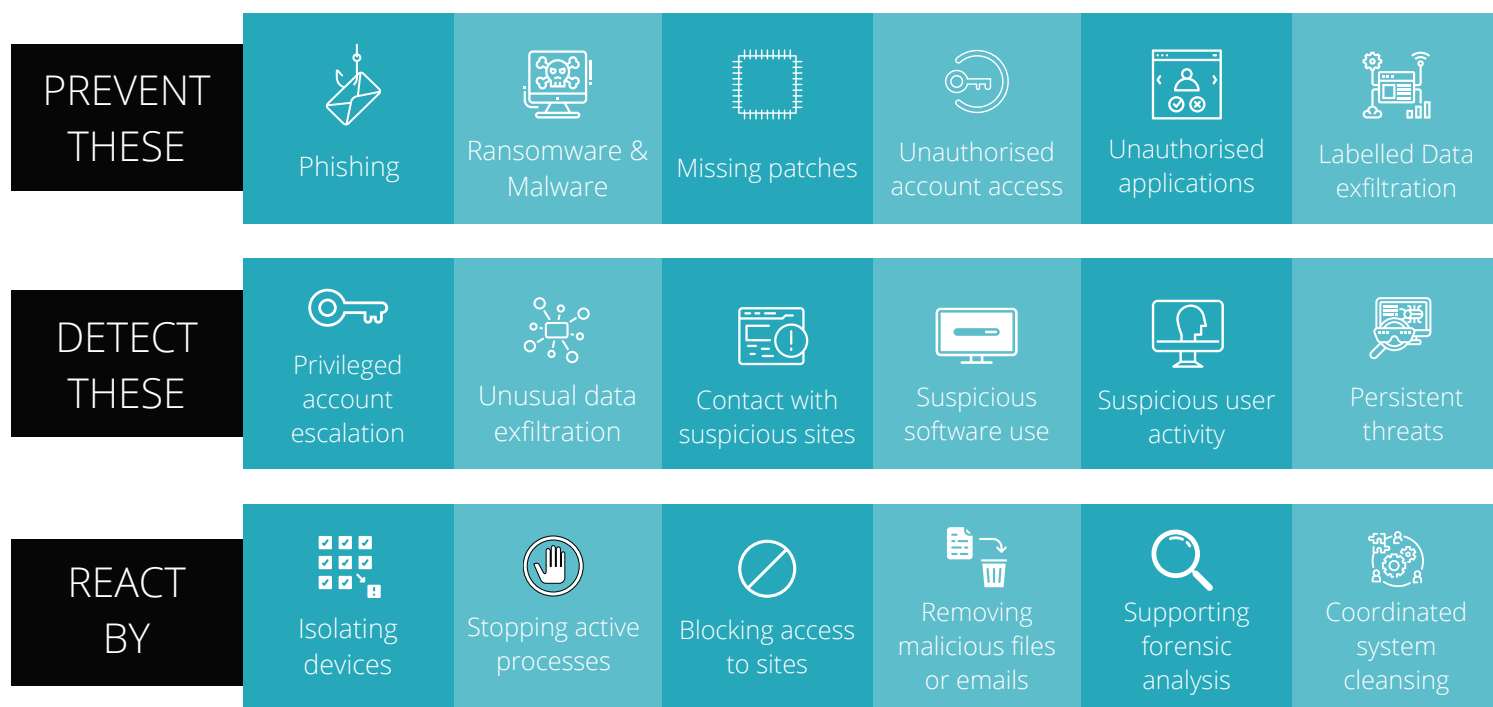 PREVENT
THESE
Phishing
Ransomware &
Malware
Missing patches
Unauthorised
account access
Unauthorised
applications
Labelled Data
exfiltration
DETECT
THESE
Privileged
account
escalation
Unusual data
exfiltration
Contact with
suspicious sites
Suspicious
software use
Suspicious user
activity
Persistent
threats
REACT
BY
Isolating
devices
Stopping active
processes
Blocking access
to sites
Removing
malicious files
or emails
Supporting
forensic
analysis
Coordinated
system
cleansing